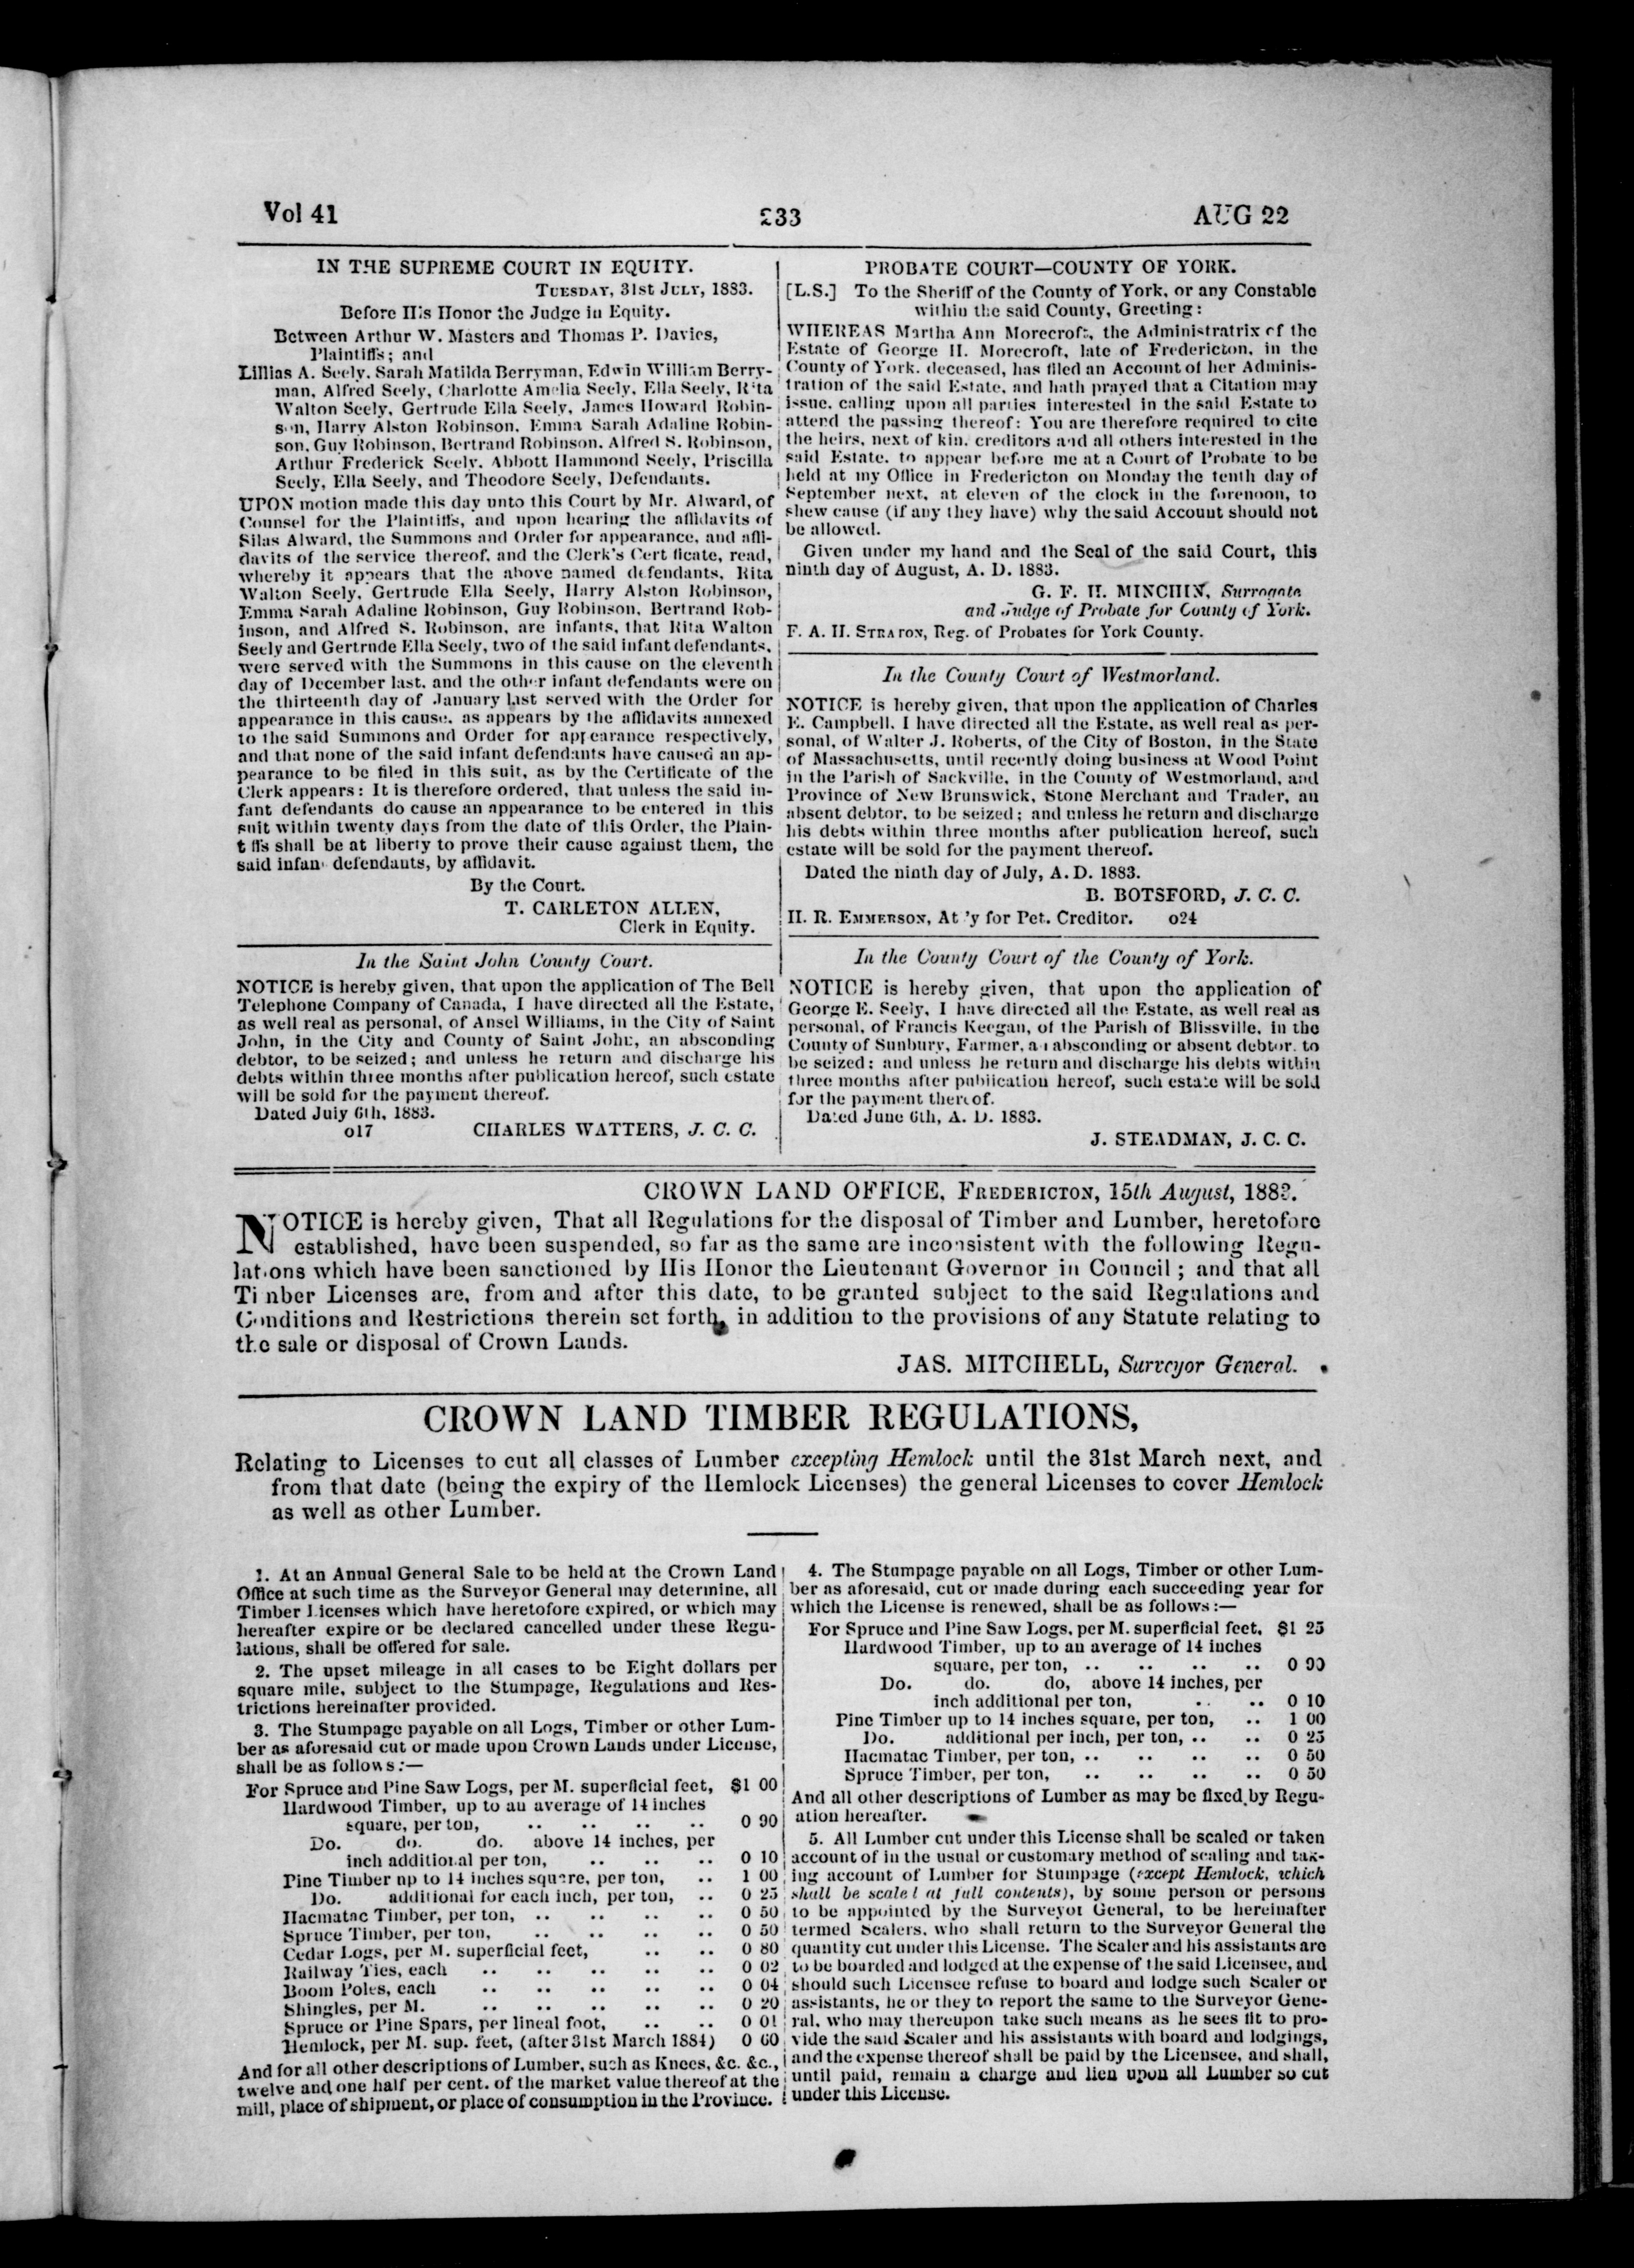 Vol 41
233
AUG 22
IN THE SUPREME COURT IN EQUITY.
TUESDAY, 31st JULY, 1883.
Before His Honor the Judge in Equity.
Between Arthur W. Masters and Thomas P. Davies,
Plaintiffs; and
Lillias A. Seely, Sarah Matilda Berryman, Edwin William Berry-
man, Alfred Seely, Charlotte Amelia Seely, Ella Seely, Rita
Walton Seely, Gertrude Ella Seely, James Howard Robin-
son, Harry Alston Robinson, Emma Sarah Adaline Robin-
son, Guy Robinson, Bertrand Robinson, Alfred S. Robinson,
Arthur Frederick Seely, Abbott Hammond Seely, Priscilla
Seely, Ella Seely, and Theodore Seely, Defendants.
UPON motion made this day unto this Court by Mr. Alward, of
Counsel for the Plaintiffs, and upon hearing the affidavits of
Silas Alward, the Summons and Order for appearance, and affi-
davits of the service thereof, and the Clerk's Certificate, read,
whereby it appears that the above named defendants, Rita
Walton Seely, Gertrude Ella Seely, Harry Alston Robinson,
Emma Sarah Adaline Robinson, Guy Robinson, Bertrand Rob-
inson, and Alfred S. Robinson, are infants, that Rita Walton
Seely and Gertrude Ella Seely, two of the said infant defendants,
were served with the Summons in this cause on the eleventh
day of December last, and the other infant defendants were on
the thirteenth day of January last served with the Order for
appearance in this cause, as appears by the affidavits annexed
to the said Summons and Order for appearance respectively,
and that none of the said infant defendants have caused an ap-
pearance to be filed in this suit, as by the Certificate of the
Clerk appears: It is therefore ordered, that unless the said in-
fant defendants do cause an appearance to be entered in this
suit within twenty days from the date of this Order, the Plain-
tiffs shall be at liberty to prove their cause against them, the
said infant defendants, by affidavit.
By the Court.
T. CARLETON ALLEN,
Clerk in Equity.
In the Saint John County Court.
NOTICE is hereby given, that upon the application of The Bell
Telephone Company of Canada, I have directed all the Estate,
as well real as personal, of Ansel Williams, in the City of Saint
John, in the City and County of Saint John, an absconding
debtor, to be seized; and unless he return and discharge his
debts within three months after publication hereof, such estate
will be sold for the payment thereof.
Dated July 6th, 1883.
o17 CHARLES WATTERS, J. C. C.
PROBATE COURT—COUNTY OF YORK.
[L.S.] To the Sheriff of the County of York, or any Constable
within the said County, Greeting:
WHEREAS Martha Ann Morecroft, the Administratrix of the
Estate of George H. Morecroft, late of Fredericton, in the
County of York, deceased, has filed an Account of her Adminis-
tration of the said Estate, and hath prayed that a Citation may
issue, calling upon all parties interested in the said Estate to
attend the passing thereof: You are therefore required to cite
the heirs, next of kin, creditors and all others interested in the
said Estate, to appear before me at a Court of Probate to be
held at my Office in Fredericton on Monday the tenth day of
September next, at eleven of the clock in the forenoon, to
shew cause (if any they have) why the said Account should not
be allowed.
Given under my hand and the Seal of the said Court, this
ninth day of August, A. D. 1883.
G. F. H. MINCHIN, Surrogate
and Judge of Probate for County of York.
F. A. H. STRATON, Reg. of Probates for York County.
In the County Court of Westmorland.
NOTICE is hereby given, that upon the application of Charles
E. Campbell, I have directed all the Estate, as well real as per-
sonal, of Walter J. Roberts, of the City of Boston, in the State
of Massachusetts, until recently doing business at Wood Point
in the Parish of Sackville, in the County of Westmorland, and
Province of New Brunswick, Stone Merchant and Trader, an
absent debtor, to be seized; and unless he return and discharge
his debts within three months after publication hereof, such
estate will be sold for the payment thereof.
Dated the ninth day of July, A. D. 1883.
B. BOTSFORD, J. C. C.
H. R. EMMERSON, At'y for Pet. Creditor. o24
In the County Court of the County of York.
NOTICE is hereby given, that upon the application of
George E. Seely, I have directed all the Estate, as well real as
personal, of Francis Keegan, of the Parish of Blissville, in the
County of Sunbury, Farmer, an absconding or absent debtor, to
be seized: and unless he return and discharge his debts within
three months after publication hereof, such estate will be sold
for the payment thereof.
Dated June 6th, A. D. 1883.
J. STEADMAN, J. C. C.
CROWN LAND OFFICE, FREDERICTON, 15th August, 1883.
NOTICE is hereby given, That all Regulations for the disposal of Timber and Lumber, heretofore
established, have been suspended, so far as the same are inconsistent with the following Regu-
lations which have been sanctioned by His Honor the Lieutenant Governor in Council; and that all
Timber Licenses are, from and after this date, to be granted subject to the said Regulations and
Conditions and Restrictions therein set forth, in addition to the provisions of any Statute relating to
the sale or disposal of Crown Lands.
JAS. MITCHELL, Surveyor General.
CROWN LAND TIMBER REGULATIONS,
Relating to Licenses to cut all classes of Lumber excepting Hemlock until the 31st March next, and
from that date (being the expiry of the Hemlock Licenses) the general Licenses to cover Hemlock
as well as other Lumber.
1. At an Annual General Sale to be held at the Crown Land
Office at such time as the Surveyor General may determine, all
Timber Licenses which have heretofore expired, or which may
hereafter expire or be declared cancelled under these Regu-
lations, shall be offered for sale.
2. The upset mileage in all cases to be Eight dollars per
square mile, subject to the Stumpage, Regulations and Res-
trictions hereinafter provided.
3. The Stumpage payable on all Logs, Timber or other Lum-
ber as aforesaid cut or made upon Crown Lands under License,
shall be as follows:—
For Spruce and Pine Saw Logs, per M. superficial feet, $1 00
Hardwood Timber, up to an average of 14 inches
square, per ton, .. .. .. .. 0 90
Do. do. do. above 14 inches, per
inch additional per ton, .. .. .. 0 10
Pine Timber up to 14 inches square, per ton, .. 1 00
Do. additional for each inch, per ton, .. 0 25
Hacmatac Timber, per ton, .. .. .. .. 0 50
Spruce Timber, per ton, .. .. .. .. 0 50
Cedar Logs, per M. superficial feet, .. .. 0 80
Railway Ties, each .. .. .. .. .. 0 02
Boom Poles, each .. .. .. .. .. 0 04
Shingles, per M. .. .. .. .. .. 0 20
Spruce or Pine Spars, per lineal foot, .. .. 0 01
Hemlock, per M. sup. feet, (after 31st March 1884) 0 60
And for all other descriptions of Lumber, such as Knees, &c. &c.,
twelve and one half per cent. of the market value thereof at the
mill, place of shipment, or place of consumption in the Province.
4. The Stumpage payable on all Logs, Timber or other Lum-
ber as aforesaid, cut or made during each succeeding year for
which the License is renewed, shall be as follows:—
For Spruce and Pine Saw Logs, per M. superficial feet, $1 25
Hardwood Timber, up to an average of 14 inches
square, per ton, .. .. .. .. 0 90
Do. do. do, above 14 inches, per
inch additional per ton, .. .. 0 10
Pine Timber up to 14 inches square, per ton, .. 1 00
Do. additional per inch, per ton, .. .. 0 25
Hacmatac Timber, per ton, .. .. .. .. 0 50
Spruce Timber, per ton, .. .. .. .. 0 50
And all other descriptions of Lumber as may be fixed by Regu-
ation hereafter.
5. All Lumber cut under this License shall be scaled or taken
account of in the usual or customary method of scaling and tak-
ing account of Lumber for Stumpage (except Hemlock, which
shall be scaled at full contents), by some person or persons
to be appointed by the Surveyor General, to be hereinafter
termed Scalers, who shall return to the Surveyor General the
quantity cut under this License. The Scaler and his assistants are
to be boarded and lodged at the expense of the said Licensee, and
should such Licensee refuse to board and lodge such Scaler or
assistants, he or they to report the same to the Surveyor Gene-
ral, who may thereupon take such means as he sees fit to pro-
vide the said Scaler and his assistants with board and lodgings,
and the expense thereof shall be paid by the Licensee, and shall,
until paid, remain a charge and lien upon all Lumber so cut
under this License.